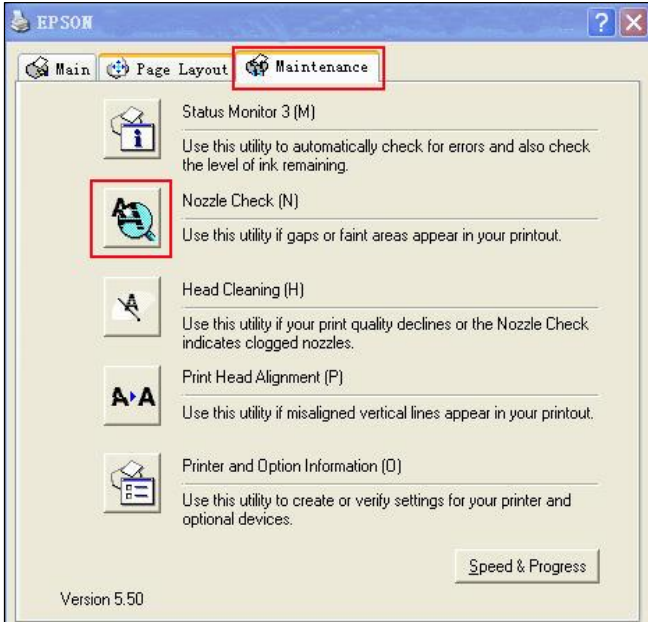 EPSON
Main
Page Layout
Maintenance
Status Monitor 3 (M)
Use this utility to automatically check for errors and also check
the level of ink remaining.
Nozzle Check (N)
Use this utility if gaps or faint areas appear in your printout.
Head Cleaning (H)
Use this utility if your print quality declines or the Nozzle Check
indicates clogged nozzles.
Print Head Alignment (P)
Use this utility if misaligned vertical lines appear in your printout.
Printer and Option Information (O)
Use this utility to create or verify settings for your printer and
optional devices.
Speed & Progress
Version 5.50